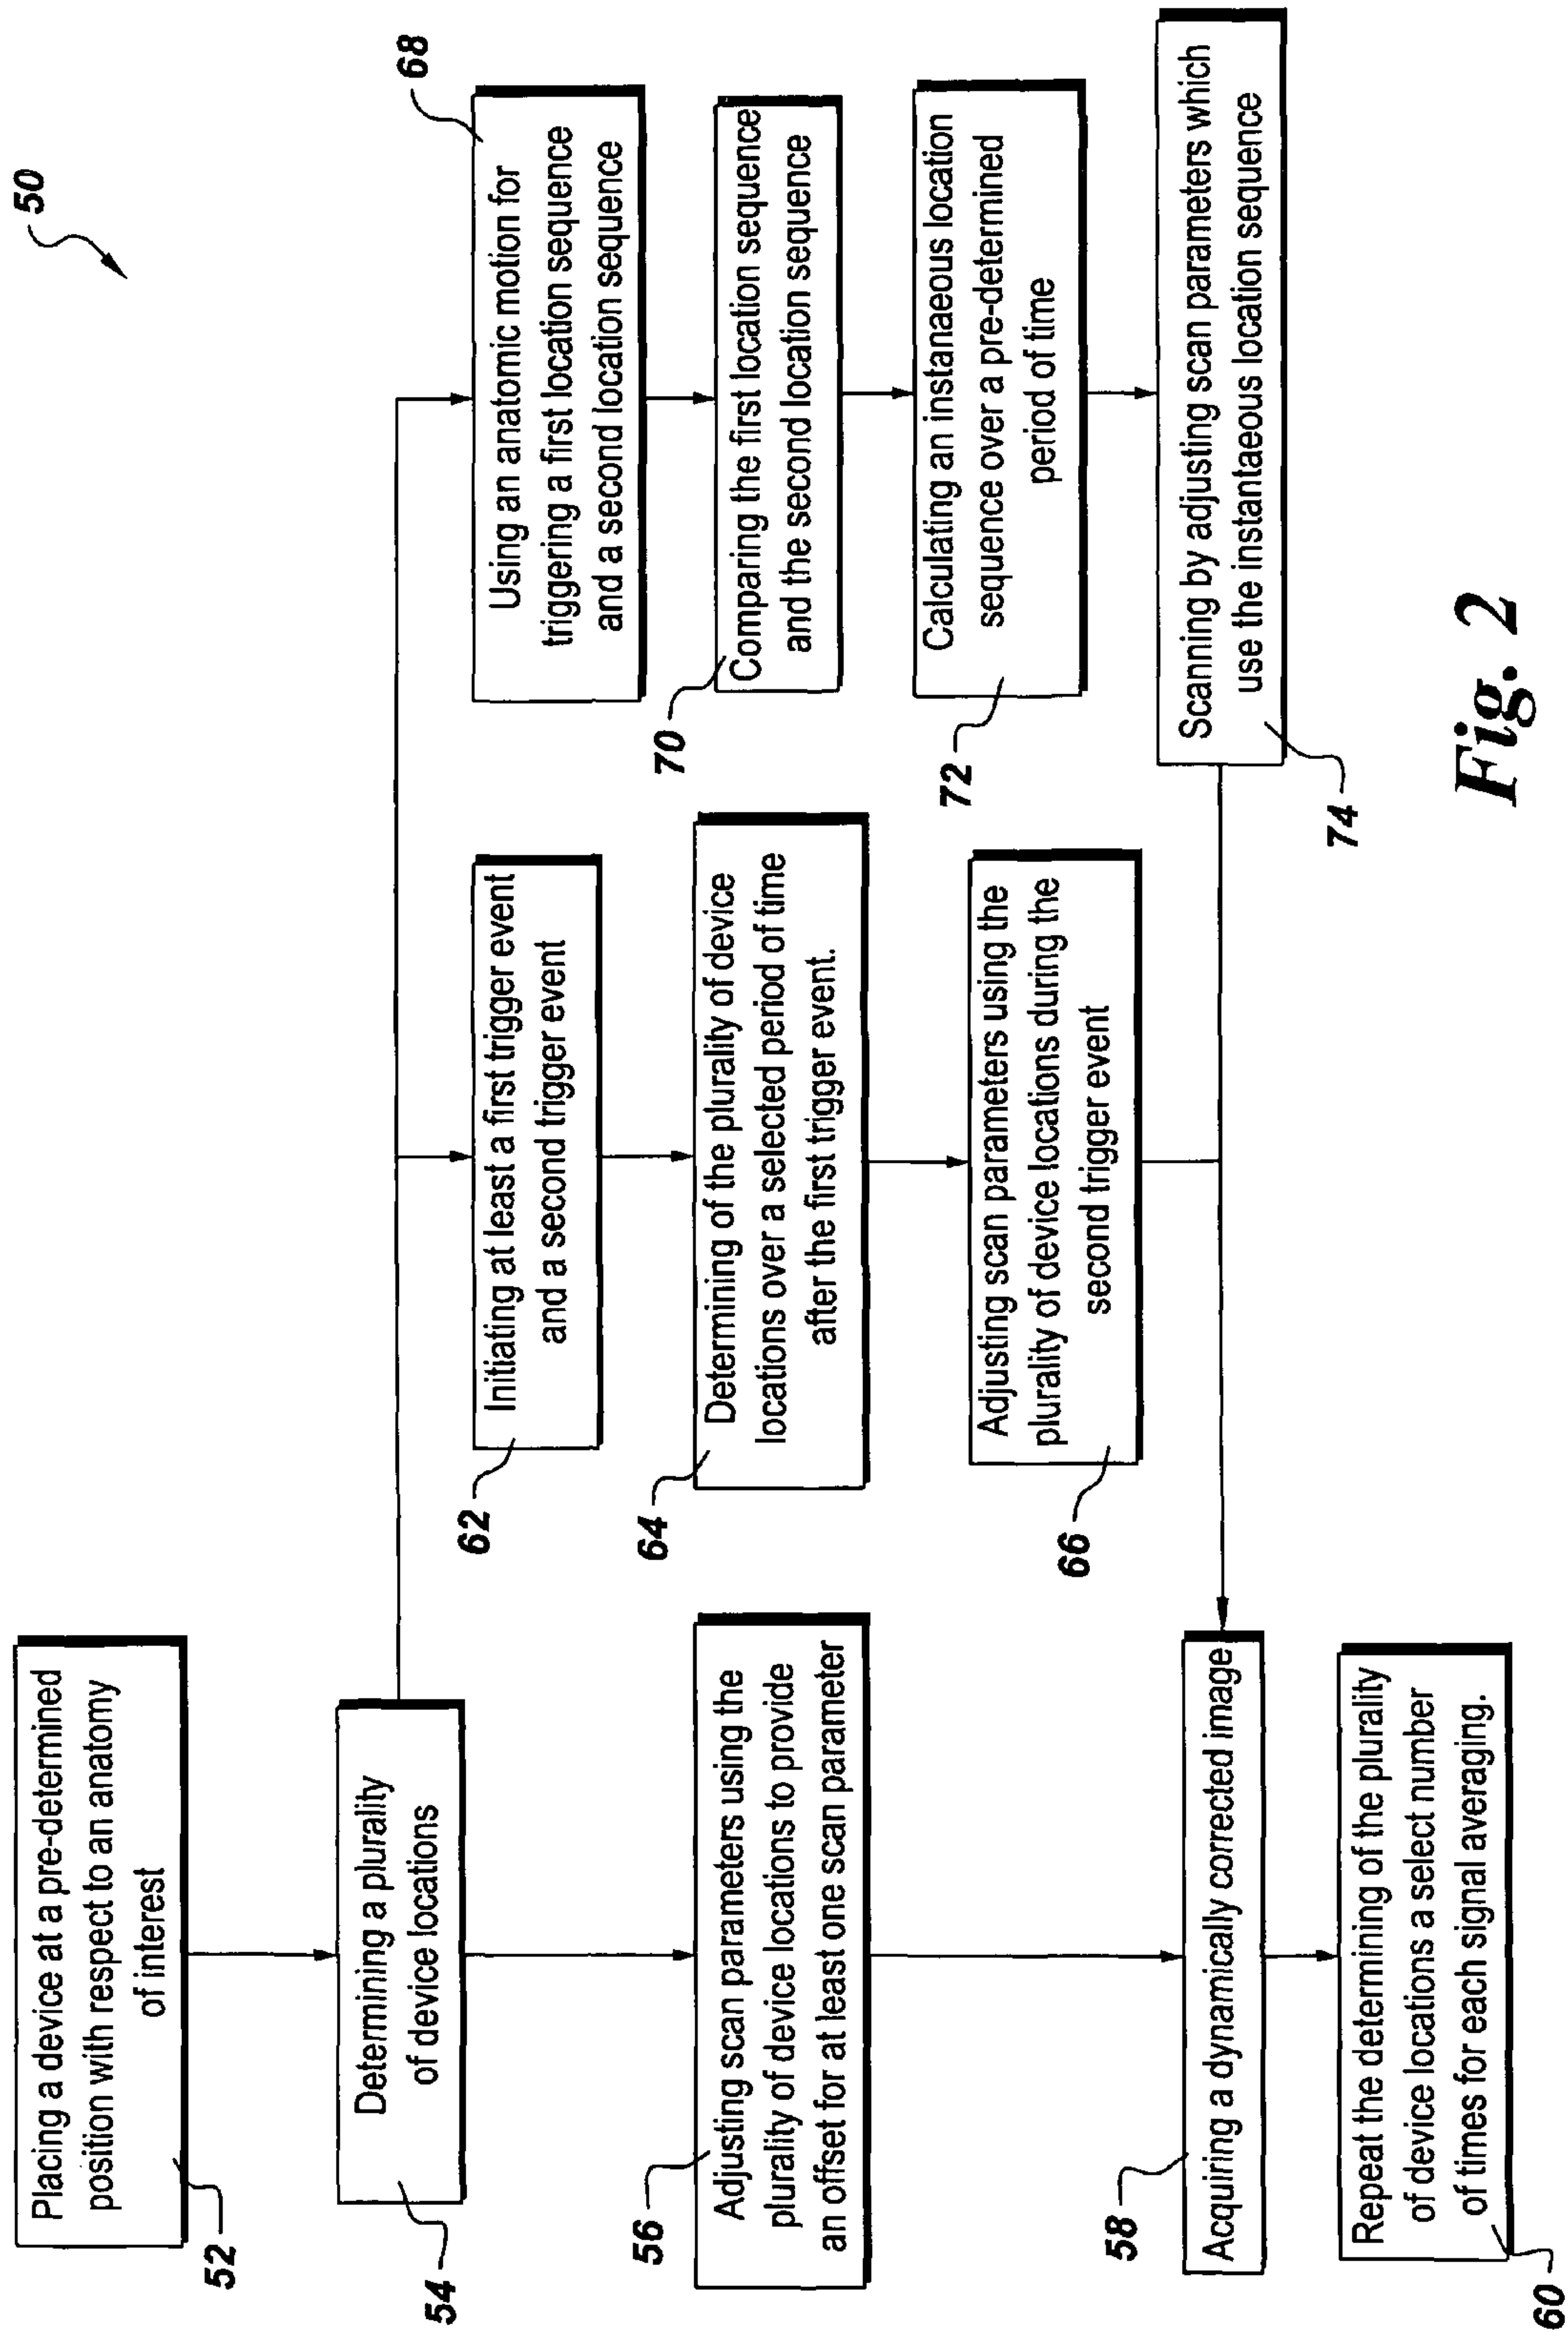 50
Placing a device at a pre-determined
position with respect to an anatomy
of interest
52
Determining a plurality
of device locations
54
Adjusting scan parameters using the
plurality of device locations to provide
an offset for at least one scan parameter
56
Acquiring a dynamically corrected image
58
Repeat the determining of the plurality
of device locations a select number
of times for each signal averaging.
60
Initiating at least a first trigger event
and a second trigger event
62
Determining of the plurality of device
locations over a selected period of time
after the first trigger event.
64
Adjusting scan parameters using the
plurality of device locations during the
second trigger event
66
68
Using an anatomic motion for
triggering a first location sequence
and a second location sequence
70
Comparing the first location sequence
and the second location sequence
72
Calculating an instanaeous location
sequence over a pre-determined
period of time
Scanning by adjusting scan parameters which
use the instantaeous location sequence
74
Fig. 2